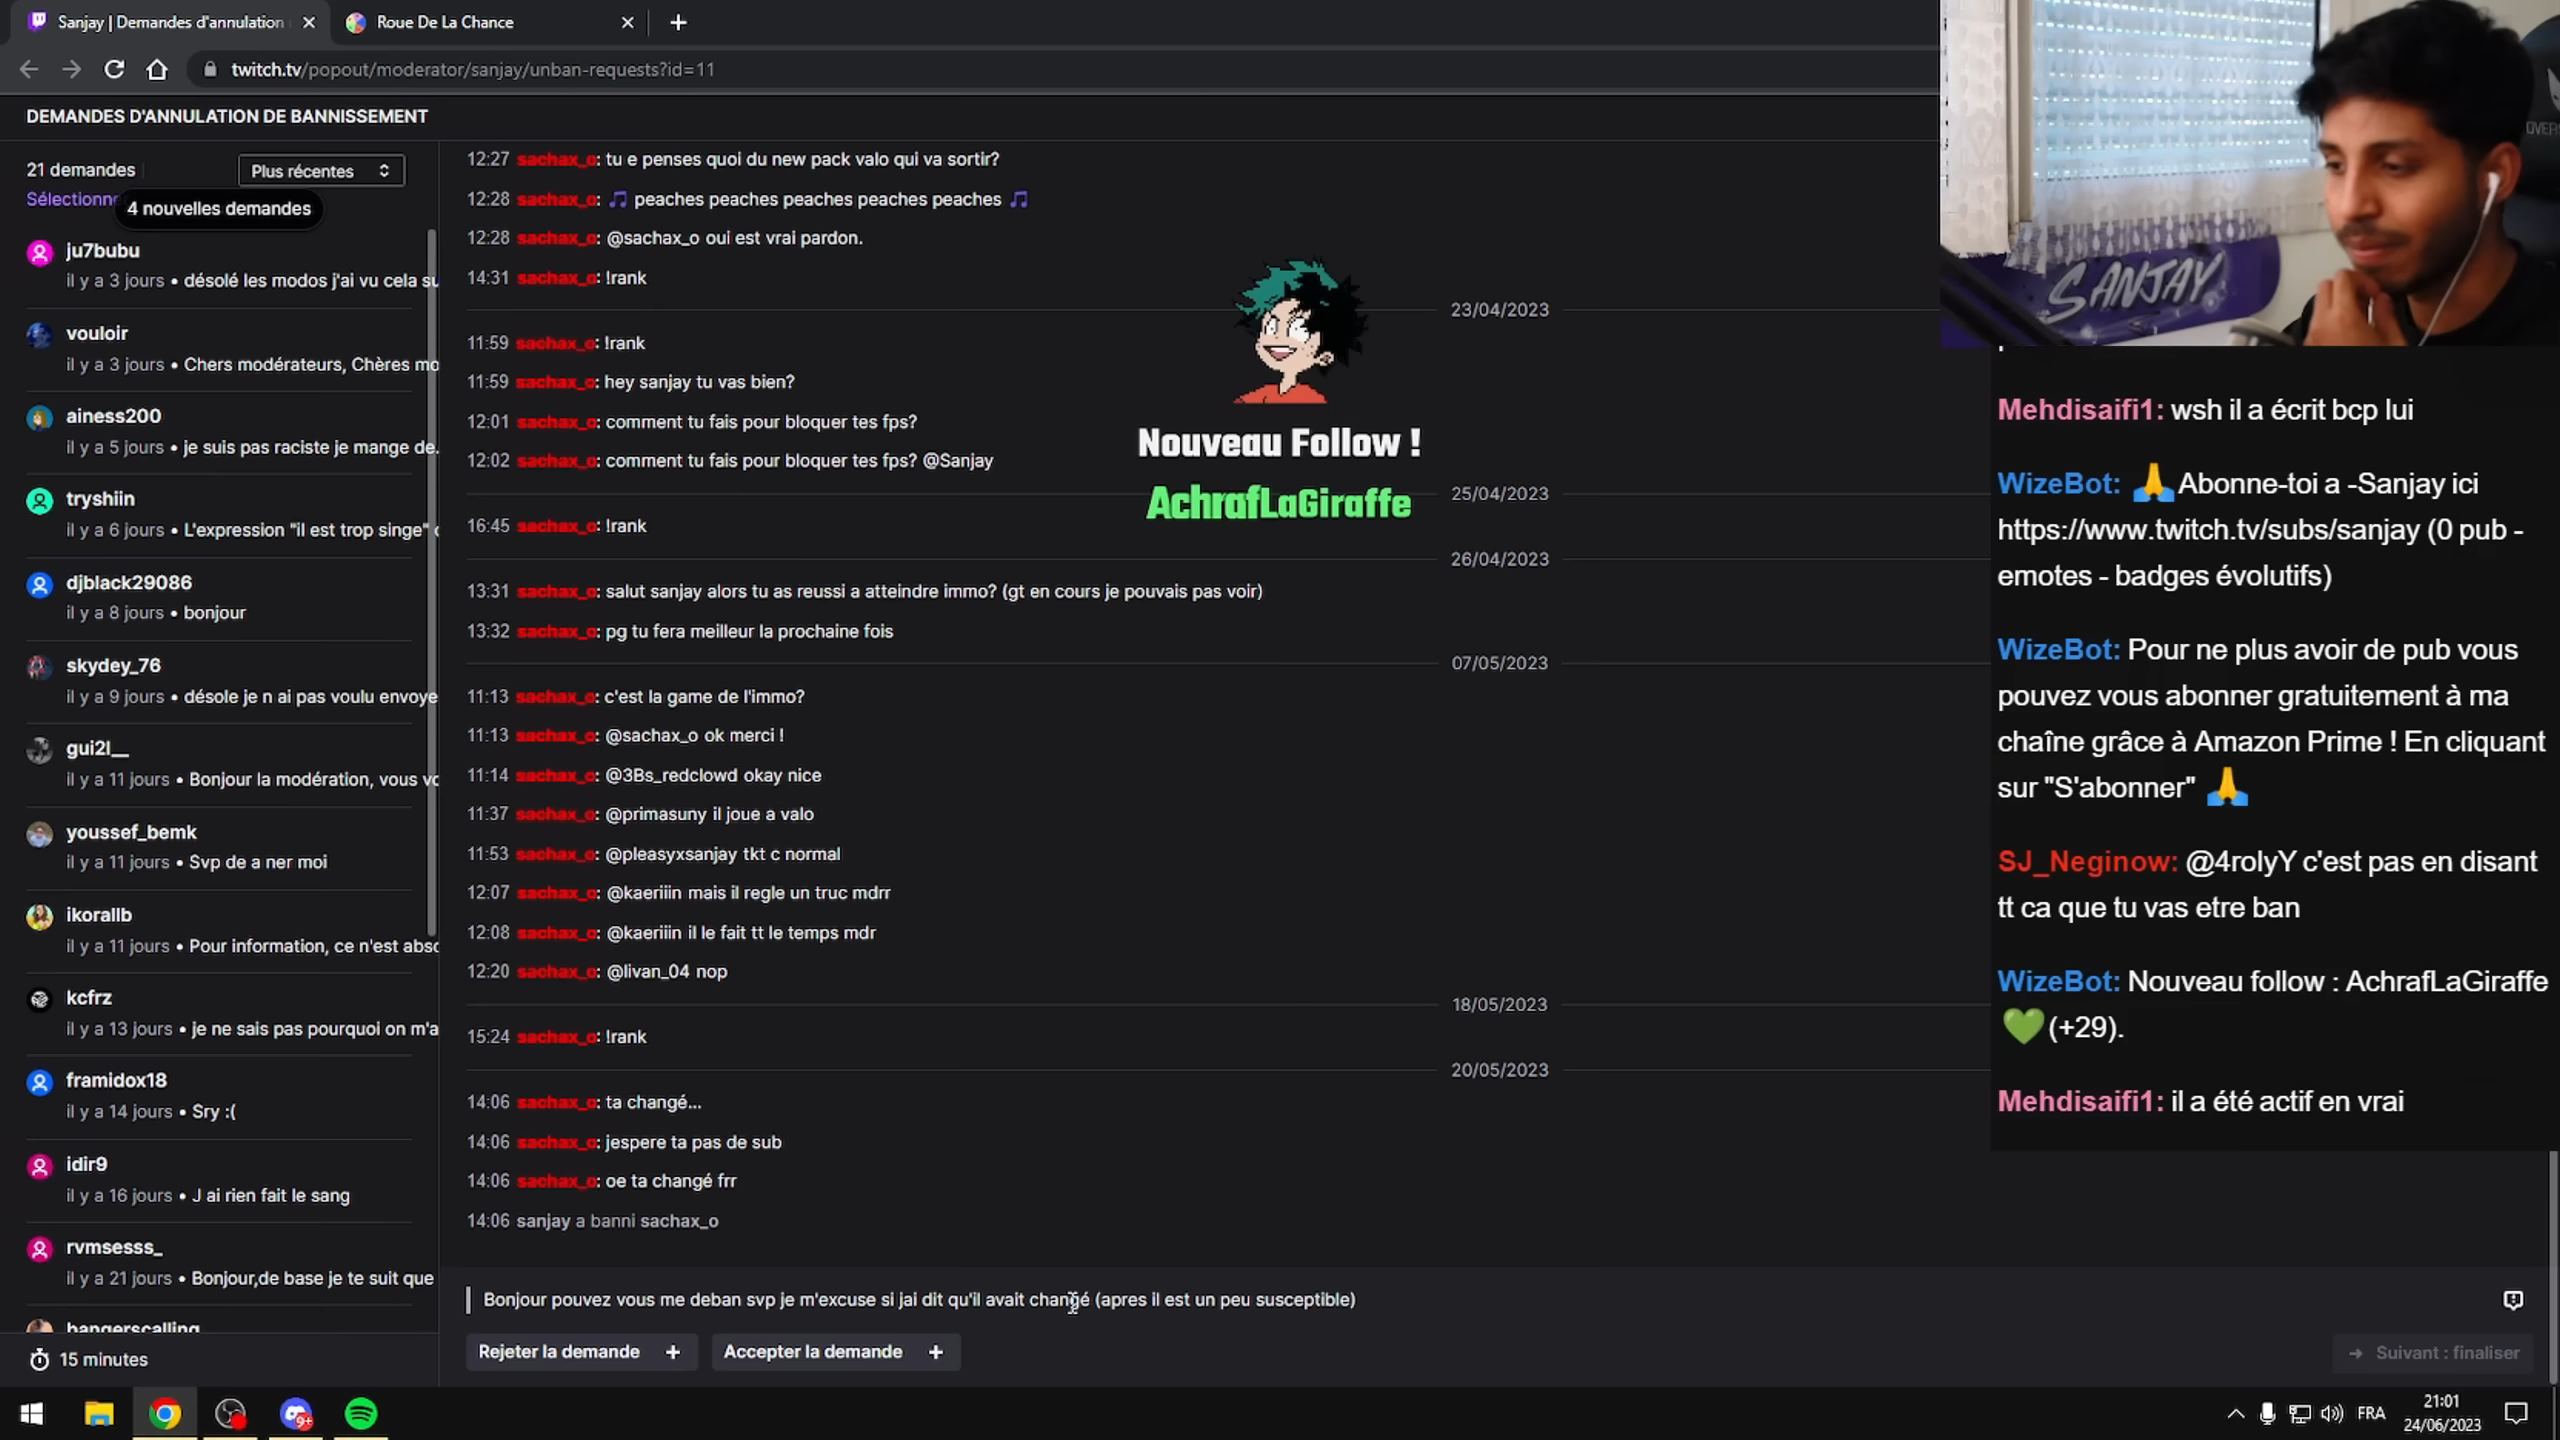 Sanjay | Demandes d'annulation
Roue De La Chance
twitch.tv/popout/moderator/sanjay/unban-requests?id=11
DEMANDES D'ANNULATION DE BANNISSEMENT
21 demandes
Plus récentes
Sélectionne
4 nouvelles demandes
ju7bubu
il y a 3 jours • désolé les modos j'ai vu cela su
vouloir
il y a 3 jours • Chers modérateurs, Chères mo
ainess200
il y a 5 jours • je suis pas raciste je mange de.
tryshiin
il y a 6 jours • L'expression "il est trop singe"
djblack29086
il y a 8 jours • bonjour
skydey_76
il y a 9 jours • désole je n ai pas voulu envoye
gui2l__
il y a 11 jours • Bonjour la modération, vous vo
youssef_bemk
il y a 11 jours • Svp de a ner moi
ikorallb
il y a 11 jours • Pour information, ce n'est abso
kcfrz
il y a 13 jours • je ne sais pas pourquoi on m'a
framidox18
il y a 14 jours • Sry :(
idir9
il y a 16 jours • J ai rien fait le sang
rvmsesss_
il y a 21 jours • Bonjour,de base je te suit que
bangerscalling
15 minutes
12:27 sachax_o: tu e penses quoi du new pack valo qui va sortir?
12:28 sachax_o: 🎵 peaches peaches peaches peaches peaches 🎵
12:28 sachax_o: @sachax_o oui est vrai pardon.
14:31 sachax_o: !rank
23/04/2023
11:59 sachax_o: !rank
11:59 sachax_o: hey sanjay tu vas bien?
12:01 sachax_o: comment tu fais pour bloquer tes fps?
12:02 sachax_o: comment tu fais pour bloquer tes fps? @Sanjay
25/04/2023
16:45 sachax_o: !rank
26/04/2023
13:31 sachax_o: salut sanjay alors tu as reussi a atteindre immo? (gt en cours je pouvais pas voir)
13:32 sachax_o: pg tu fera meilleur la prochaine fois
07/05/2023
11:13 sachax_o: c'est la game de l'immo?
11:13 sachax_o: @sachax_o ok merci !
11:14 sachax_o: @3Bs_redclowd okay nice
11:37 sachax_o: @primasuny il joue a valo
11:53 sachax_o: @pleasyxsanjay tkt c normal
12:07 sachax_o: @kaeriiin mais il regle un truc mdrr
12:08 sachax_o: @kaeriiin il le fait tt le temps mdr
12:20 sachax_o: @livan_04 nop
18/05/2023
15:24 sachax_o: !rank
20/05/2023
14:06 sachax_o: ta changé...
14:06 sachax_o: jespere ta pas de sub
14:06 sachax_o: oe ta changé frr
14:06 sanjay a banni sachax_o
Bonjour pouvez vous me deban svp je m'excuse si jai dit qu'il avait changé (apres il est un peu susceptible)
Rejeter la demande +
Accepter la demande +
→ Suivant : finaliser
Nouveau Follow !
AchrafLaGiraffe
SANJAY
Mehdisaifi1: wsh il a écrit bcp lui
WizeBot: 🙏Abonne-toi a -Sanjay ici
https://www.twitch.tv/subs/sanjay (0 pub -
emotes - badges évolutifs)
WizeBot: Pour ne plus avoir de pub vous
pouvez vous abonner gratuitement à ma
chaîne grâce à Amazon Prime ! En cliquant
sur "S'abonner" 🙏
SJ_Neginow: @4rolyY c'est pas en disant
tt ca que tu vas etre ban
WizeBot: Nouveau follow : AchrafLaGiraffe
💚(+29).
Mehdisaifi1: il a été actif en vrai
9+
FRA
21:01
24/06/2023